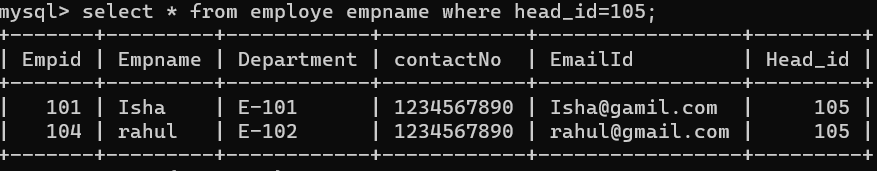 mysql> select * from employe empname where head_id=105;
+-------+---------+------------+------------+-----------------+---------+
| Empid | Empname | Department | contactNo  | EmailId         | Head_id |
+-------+---------+------------+------------+-----------------+---------+
|   101 | Isha    | E-101      | 1234567890 | Isha@gamil.com  |     105 |
|   104 | rahul   | E-102      | 1234567890 | rahul@gmail.com |     105 |
+-------+---------+------------+------------+-----------------+---------+